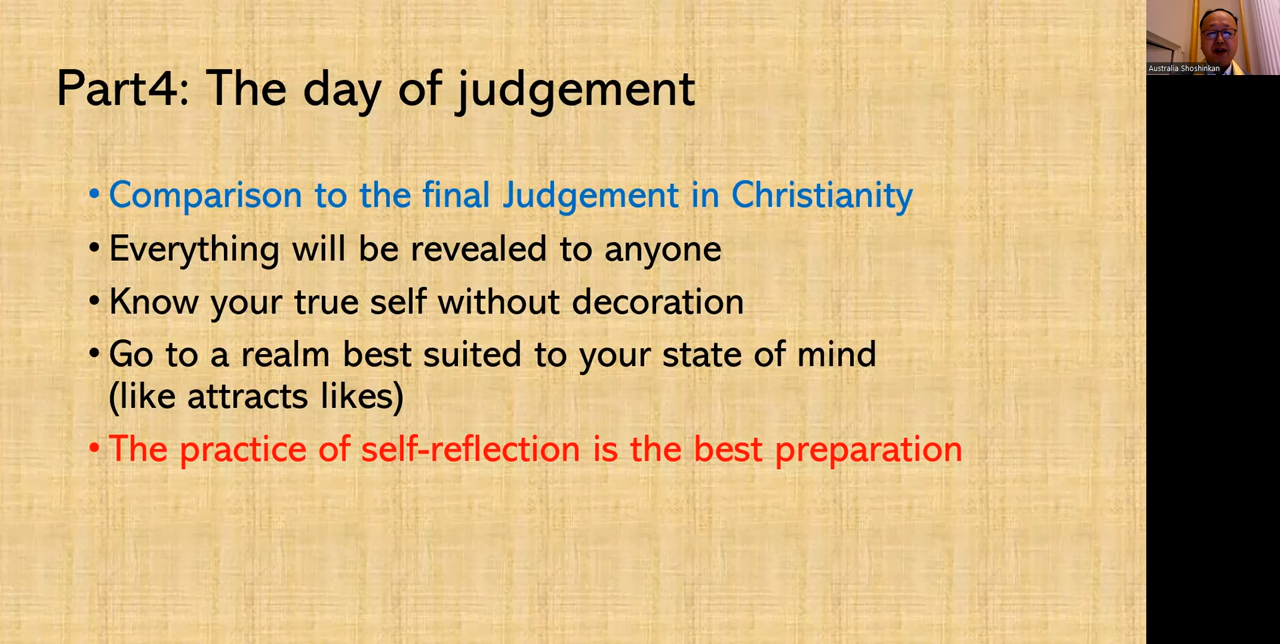 Part4: The day of judgement
• Comparison to the final Judgement in Christianity
• Everything will be revealed to anyone
• Know your true self without decoration
• Go to a realm best suited to your state of mind
(like attracts likes)
• The practice of self-reflection is the best preparation
Australia Shoshinkan